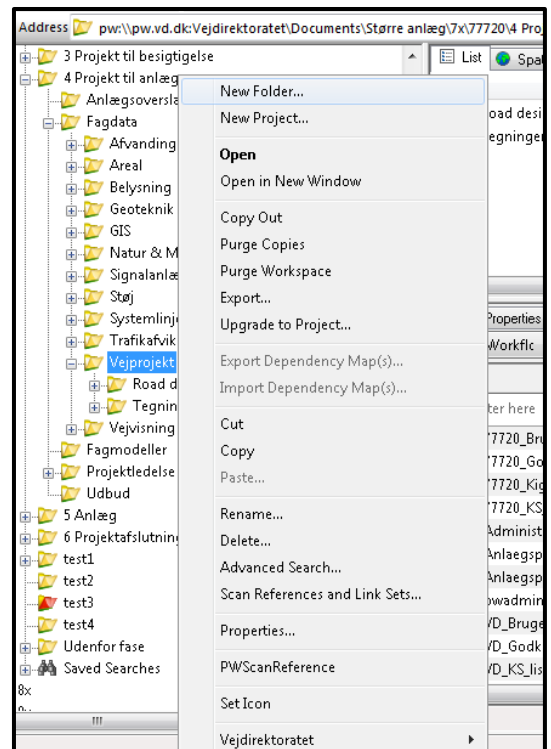 Address pw:\\pw.vd.dk:Vejdirektoratet\Documents\Større anlæg\7x\77720\4 Pro
3 Projekt til besigtigelse
4 Projekt til anlæg
Anlægsoversla
Fagdata
Afvanding
Areal
Belysning
Geoteknik
GIS
Natur & M
Signalanlæ
Støj
Systemlinj
Trafikafvik
Vejprojekt
Road d
Tegnin
Vejvisning
Fagmodeller
Projektledelse
Udbud
5 Anlæg
6 Projektafslutning
test1
test2
test3
test4
Udenfor fase
Saved Searches
8x
New Folder...
New Project...
Open
Open in New Window
Copy Out
Purge Copies
Purge Workspace
Export...
Upgrade to Project...
Export Dependency Map(s)...
Import Dependency Map(s)...
Cut
Copy
Paste...
Rename...
Delete...
Advanced Search...
Scan References and Link Sets...
Properties...
PWScanReference
Set Icon
Vejdirektoratet
List Spa
oad desi
egninger
Properties
Workflc
ter here
77720_Bru
77720_Go
77720_Kig
77720_KS
Administ
Anlaegsp
Anlaegsp
owadmin
VD_Bruge
VD_Godk
VD_KS_lis